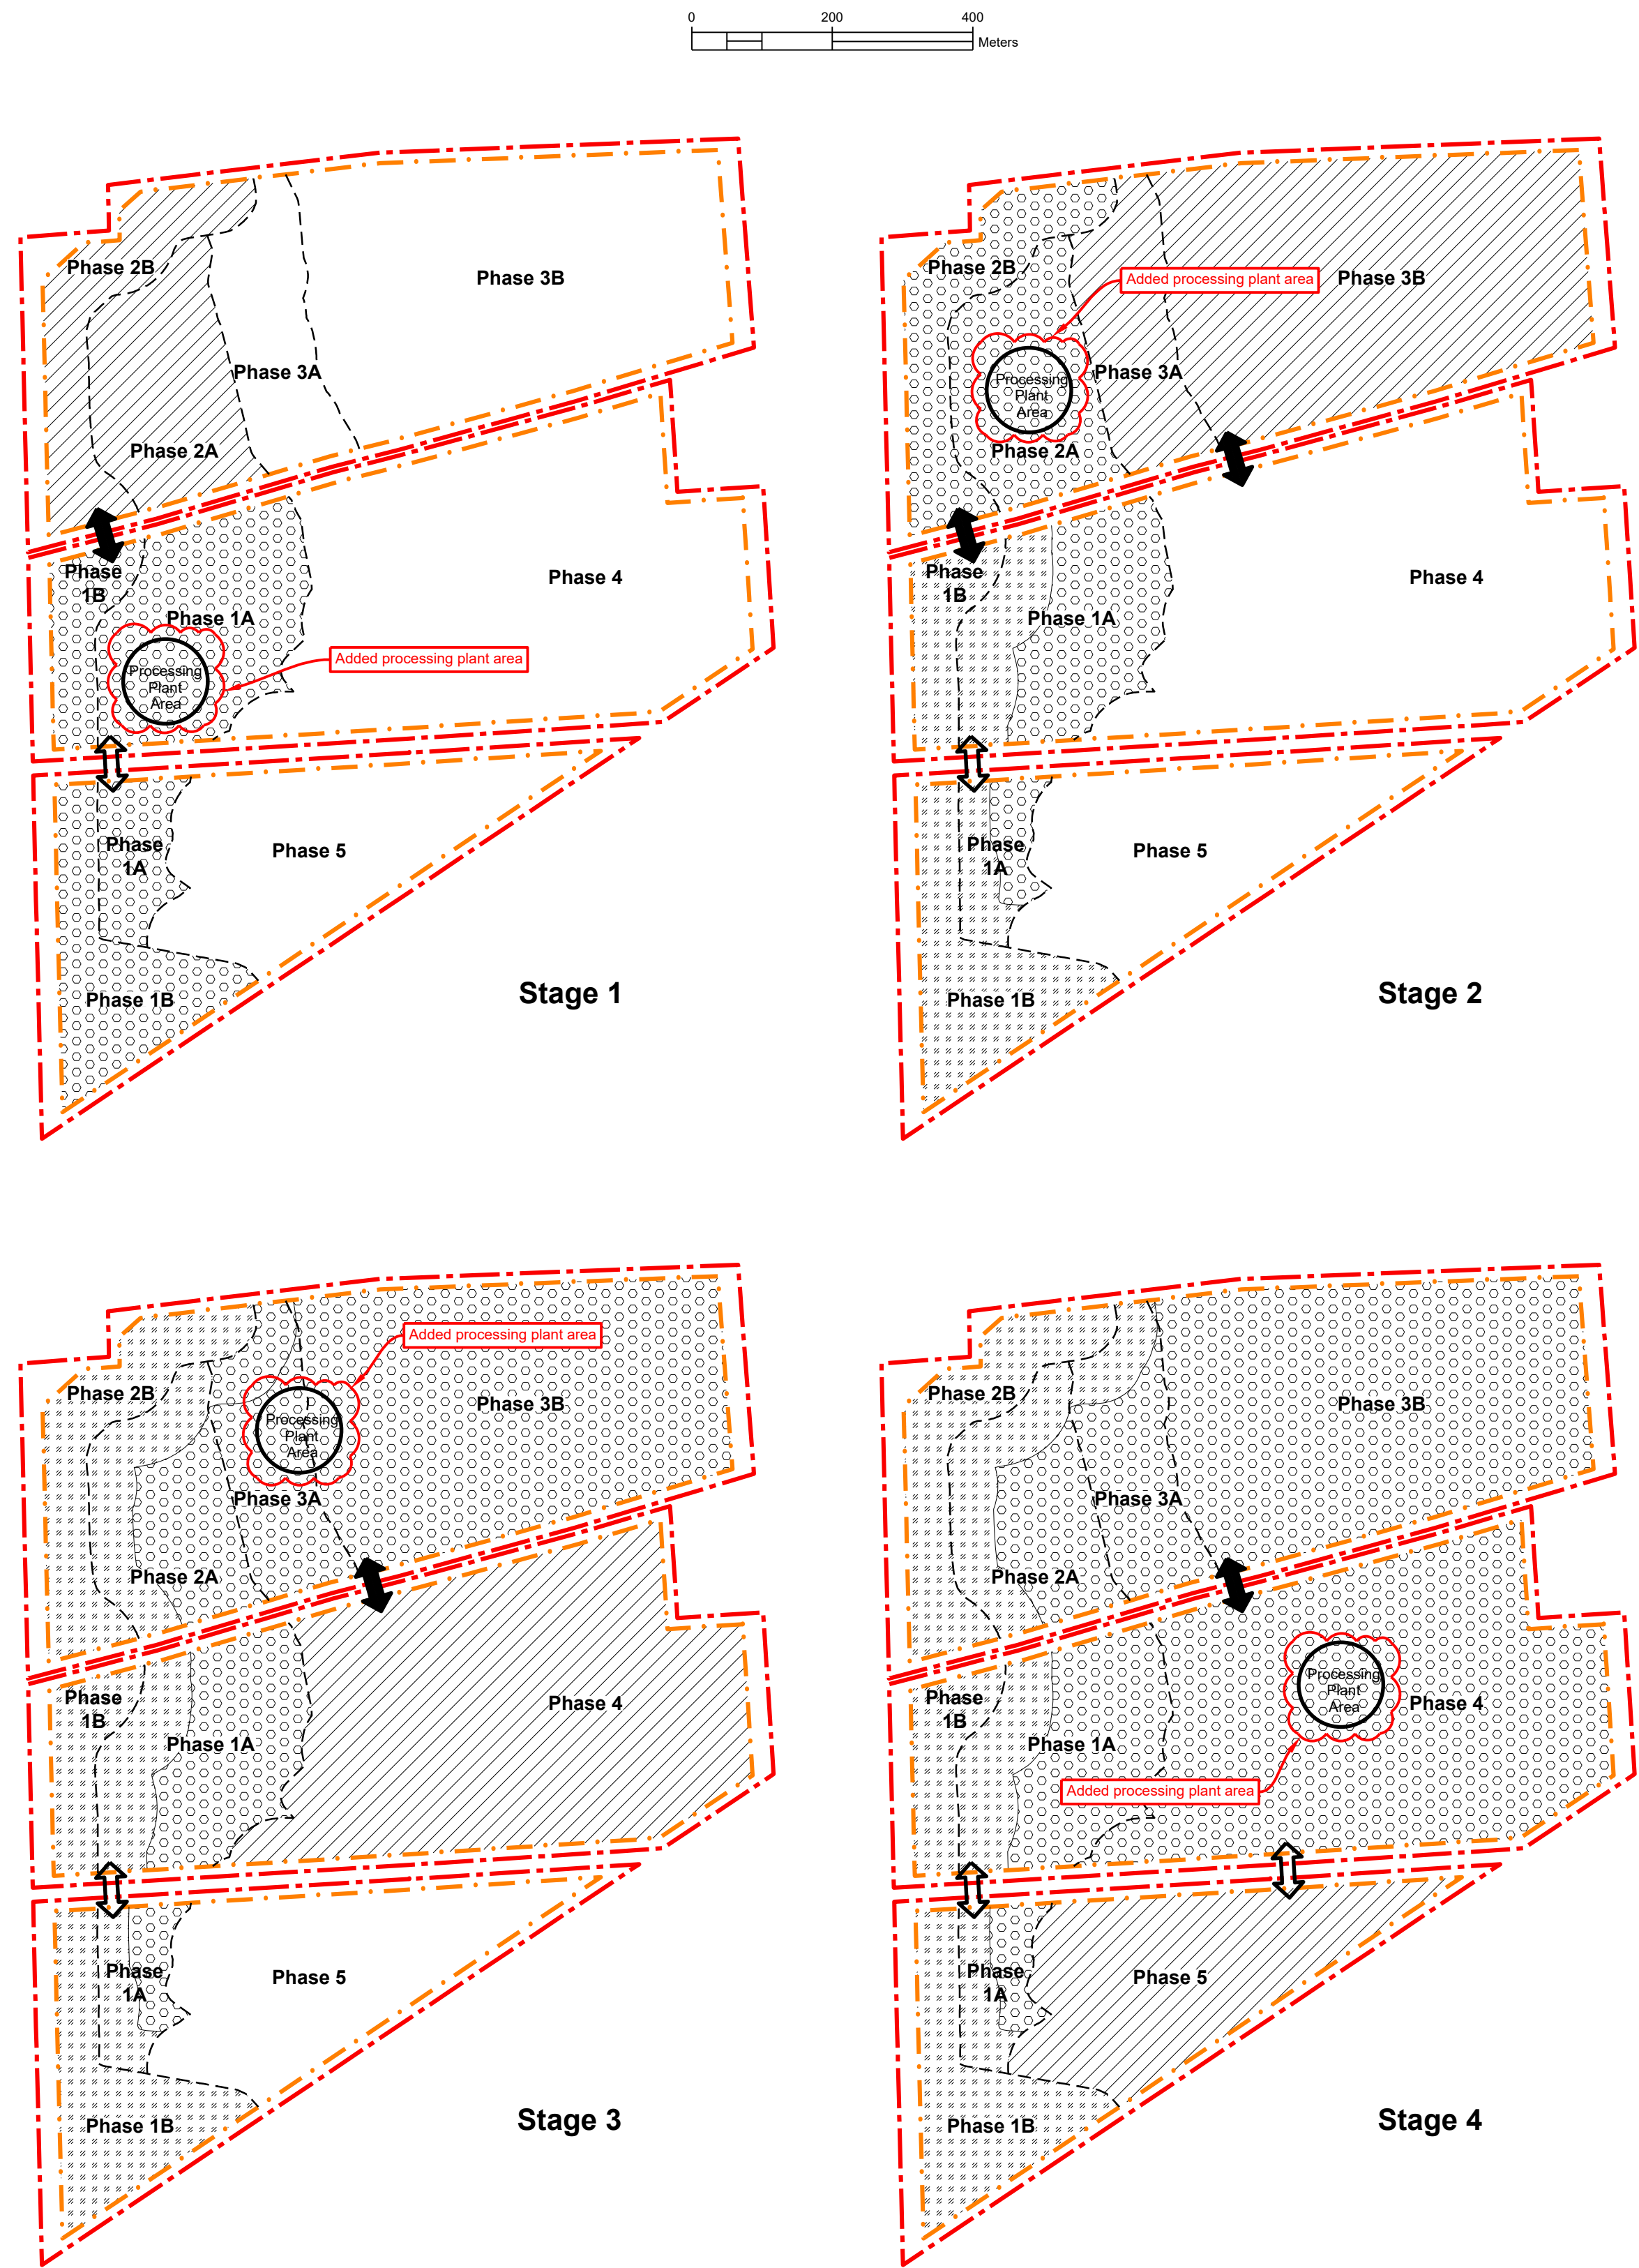 0 200 400
Meters
Phase 2B
Phase 3B
Phase 3A
Phase 2A
Phase
1B
Phase 4
Phase 1A
Added processing plant area
Processing
Plant
Area
Phase
1A
Phase 5
Phase 1B
Stage 1
Phase 2B
Added processing plant area
Phase 3B
Processing
Plant
Area
Phase 3A
Phase 2A
Phase
1B
Phase 4
Phase 1A
Phase
1A
Phase 5
Phase 1B
Stage 2
Added processing plant area
Phase 2B
Phase 3B
Processing
Plant
Area
Phase 3A
Phase 2A
Phase
1B
Phase 4
Phase 1A
Phase
1A
Phase 5
Phase 1B
Stage 3
Phase 2B
Phase 3B
Phase 3A
Phase 2A
Processing
Plant
Area
Phase
1B
Phase 4
Phase 1A
Added processing plant area
Phase
1A
Phase 5
Phase 1B
Stage 4